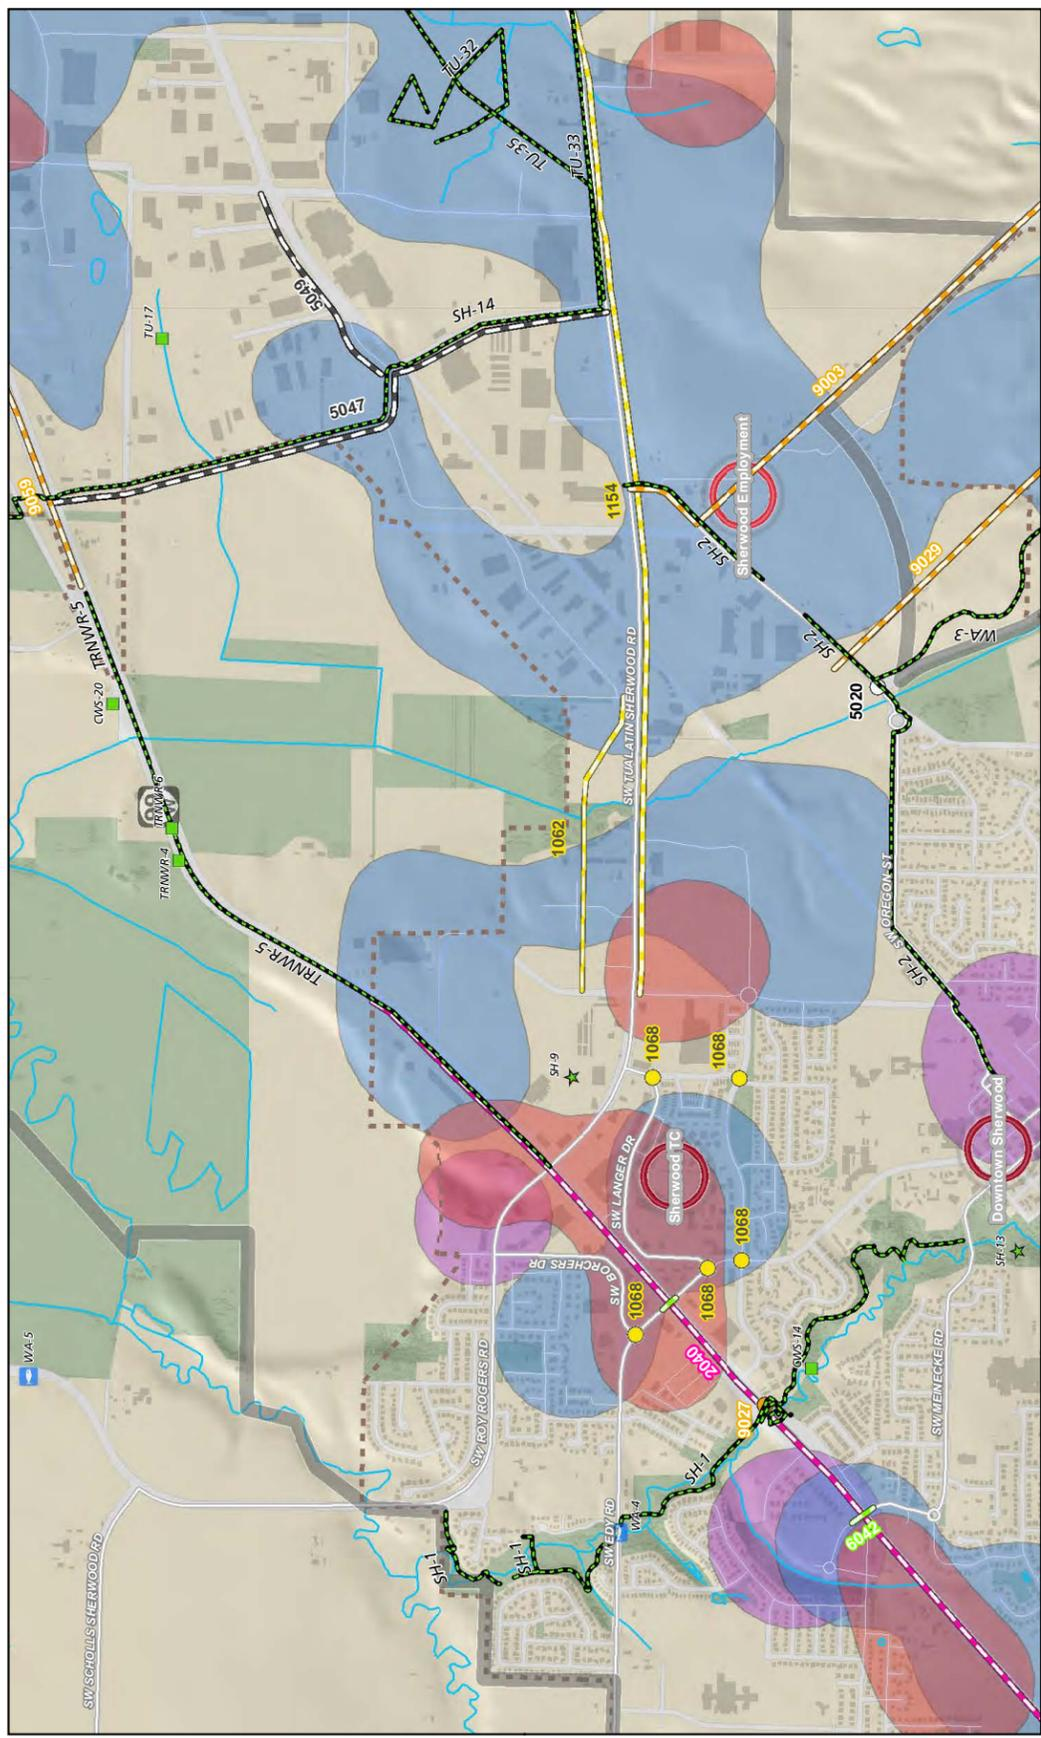 TU-32
TU-35
TU-33
TU-17
5049
SH-14
5047
9059
9003
Sherwood Employment
1154
SH-2
9029
TRNWR-5
CWS-20
SH-2
WA-3
5020
SW TUALATIN SHERWOOD RD
TRNWR-6
TRNWR-4
1062
SW OREGON ST
TRNWR-5
SH-2
SH-9
1068
1068
SW LANGER DR
Sherwood TC
Downtown Sherwood
1068
SH-13
SW BORCHERS DR
1068
1068
2040
WA-5
CWS-14
SW ROY ROGERS RD
SW MEINECKE RD
9027
SH-1
WA-4
SW EDY RD
6042
SH-1
SH-1
SW SCHOLLS SHERWOOD RD